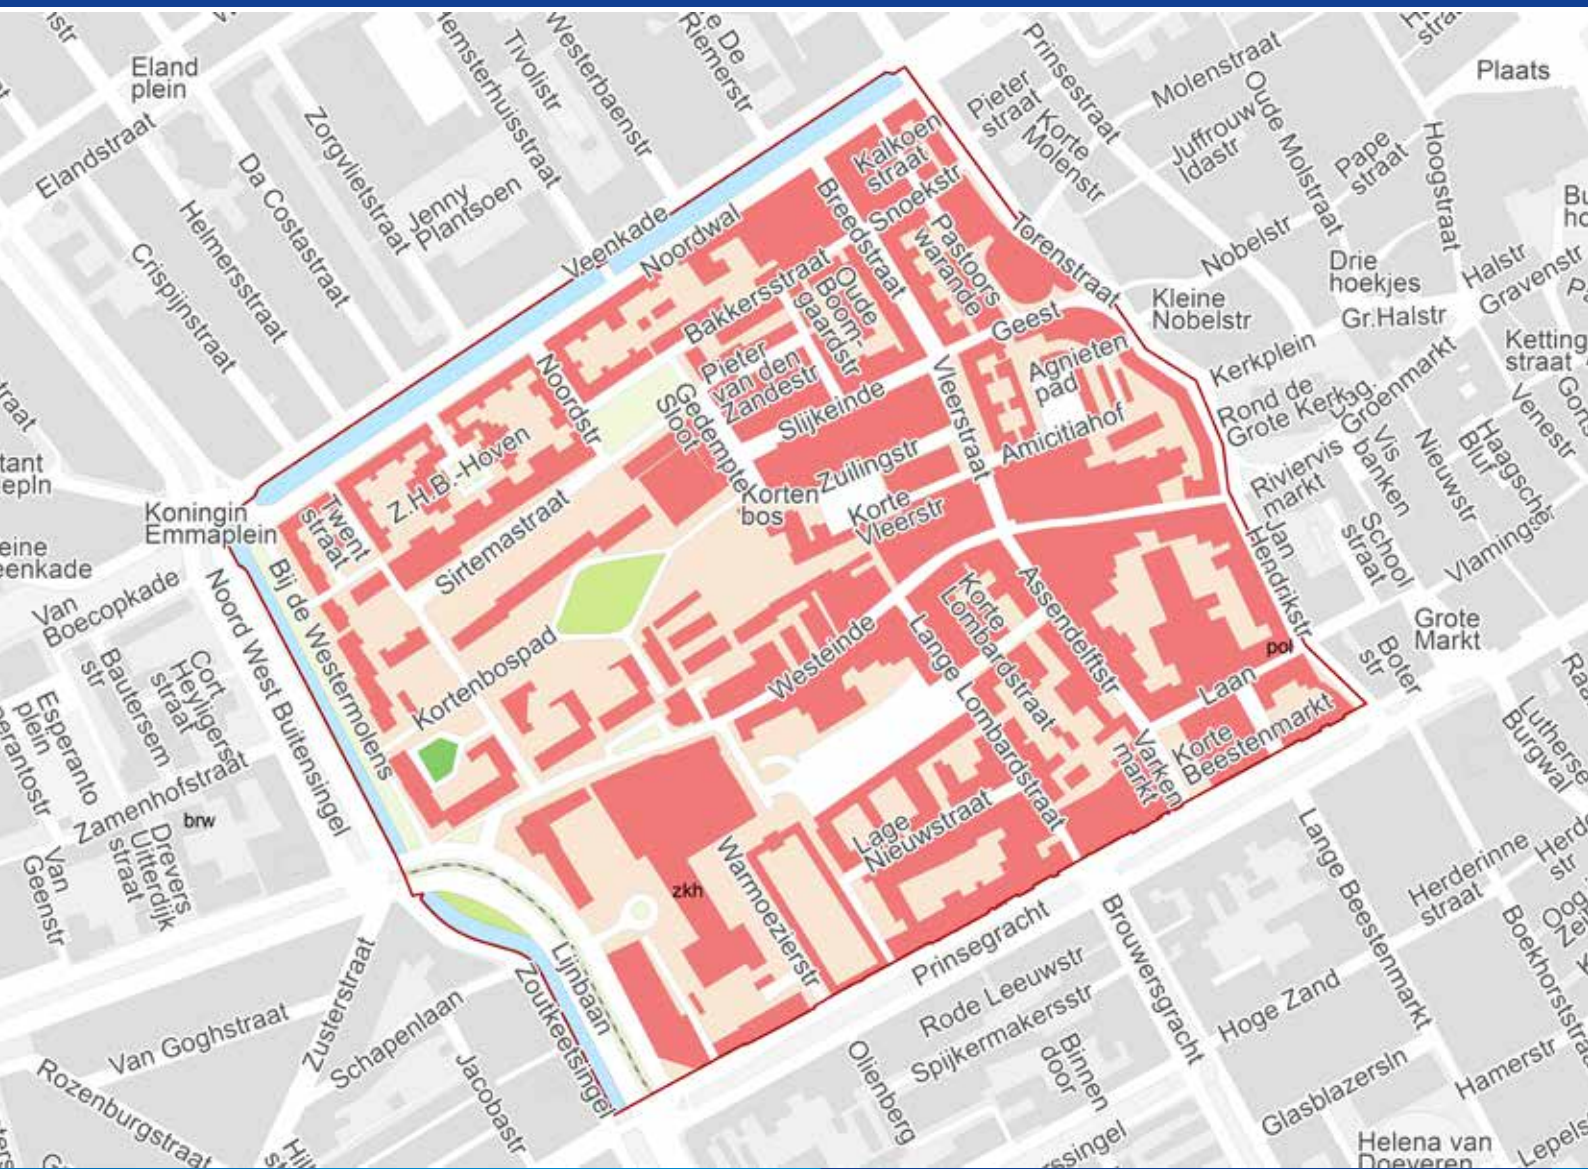 Eland
plein
Elandstraat
Zorgvlietstraat
Da Costastraat
Helmersstraat
Crispijnstraat
Hemsterhuisstraat
Tivolistr
Westerbaenstr
Riemerstr
Jenny
Plantsoen
Veenkade
Noordwal
Prinsestraat
Pieter
straat
Korte
Molenstr
Molenstraat
Juffrouw
Idastr
Oude Molstraat
Pape
straat
Hoogstraat
Plaats
Nobelstr
Drie
hoekjes
Kleine
Nobelstr
Gr.Halstr
Halstr
Gravenstr
Kerkplein
Rond de
Grote Kerk
Groenmarkt
Ketting
straat
Venestr
Haagsche
Bluf
Nieuwstr
Vis
banken
Riviervis
markt
School
straat
Vlamingstr
Jan
Hendrikstr
Grote
Markt
Boter
str
Kalkoen
straat
Snoekstr
Breedstraat
Pastoors
warande
Torenstraat
Bakkersstraat
Oude
Boom-
gaardstr
Geest
Agnieten
pad
Pieter
van den
Zandestr
Slijkeinde
Vleerstraat
Amicitiahof
Zuilingstr
Korte
Vleerstr
Korten
bos
Gedempte
Sloot
Noordstr
Z.H.B.-Hoven
Sirtemastraat
Twent
straat
Koningin
Emmaplein
Bij de Westermolens
Noord West Buitensingel
Kortenbospad
Westeinde
Assendelftstr
Korte
Lombardstraat
Lange Lombardstraat
pol
Laan
Korte
Beestenmarkt
Varken
markt
Lage
Nieuwstraat
zkh
Warmoezierstr
Lijnbaan
Zoutkeetsingel
Prinsegracht
Van
Boecopkade
Bautersem
str
Cort
Heyligerst
straat
Esperanto
plein
Zamenhofstraat
brw
Drevers
Uitterdijk
straat
Van
Geenstr
Zusterstraat
Van Goghstraat
Schapenlaan
Rozenburgstraat
Jacobastr
Rode Leeuwstr
Spijkermakersstr
Olienberg
Binnen
door
Brouwersgracht
Hoge Zand
Lange Beestenmarkt
Herderinne
straat
Boekhorststraat
Glasblazersln
Hamerstr
Helena van
Doeveren
Burgwal